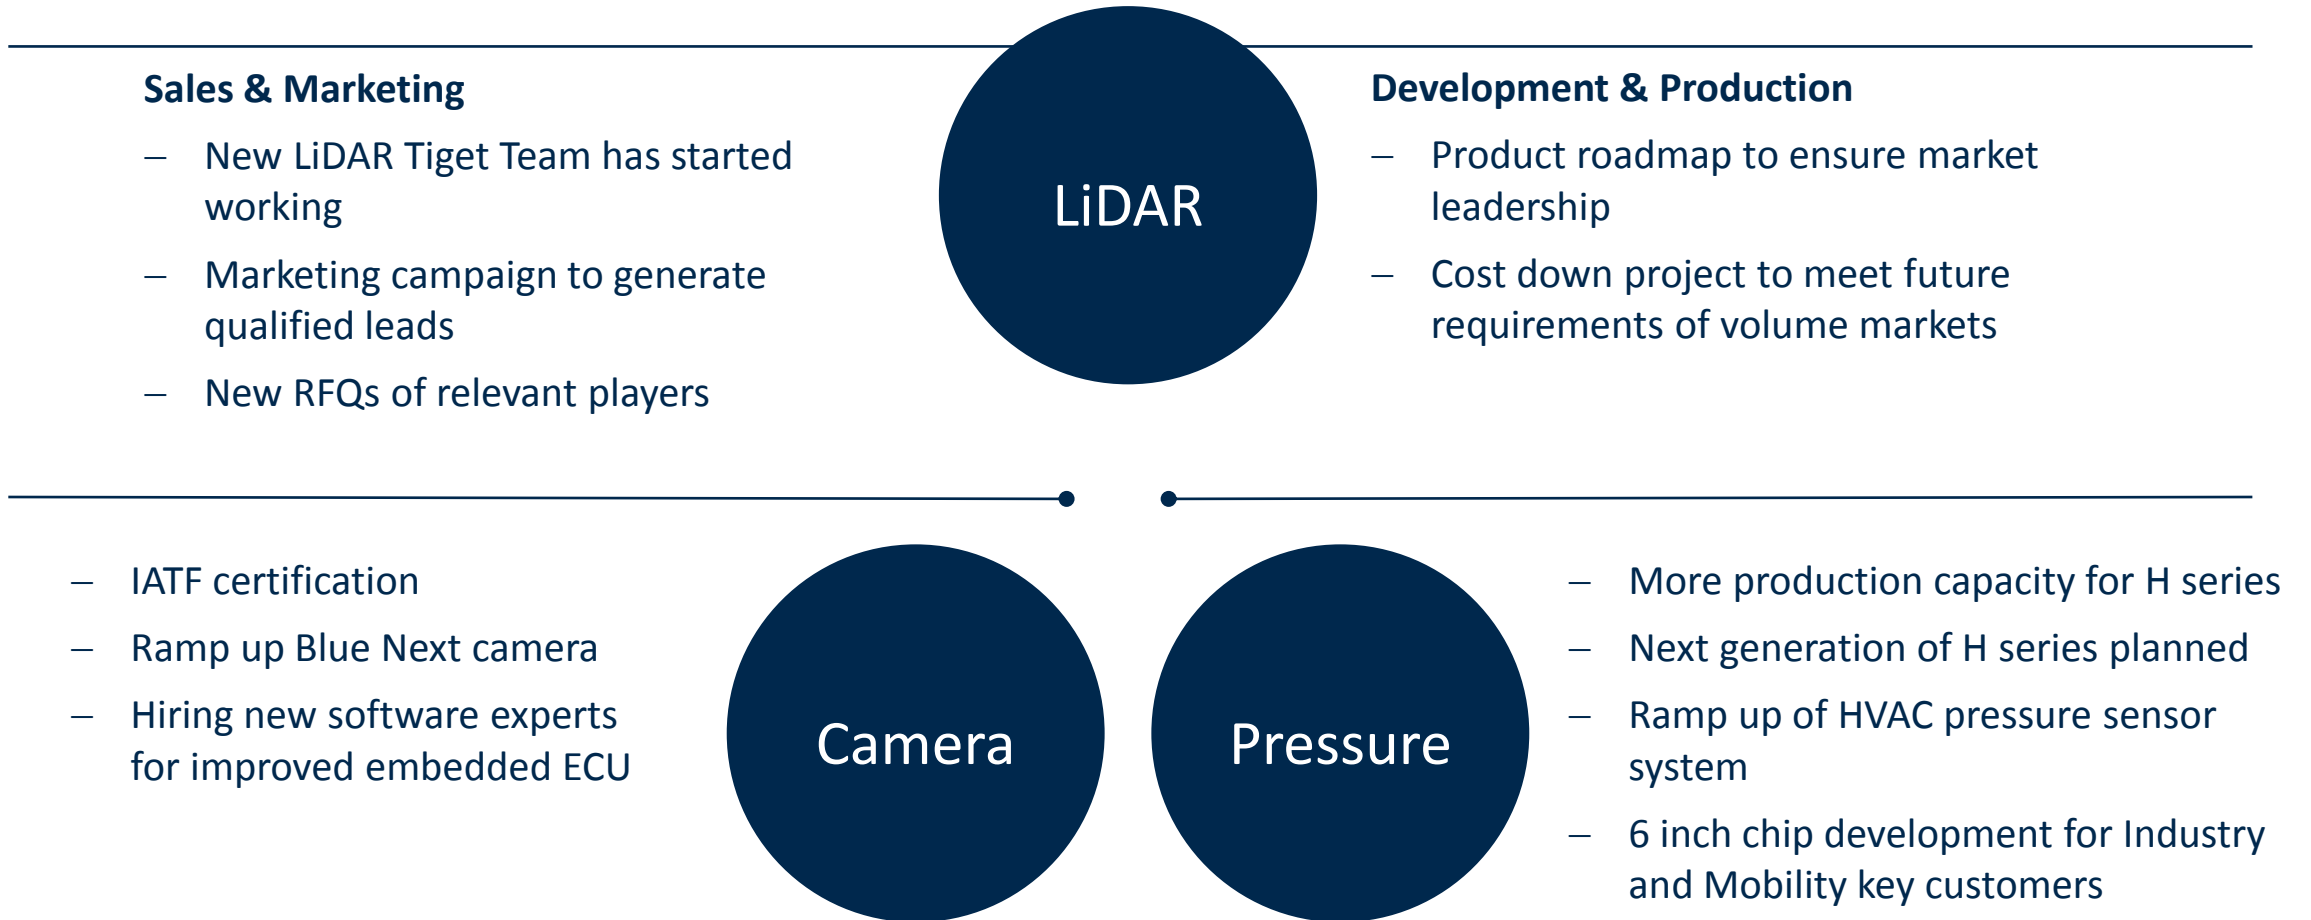 Sales & Marketing
– New LiDAR Tiget Team has started
working
– Marketing campaign to generate
qualified leads
– New RFQs of relevant players
LiDAR
Development & Production
– Product roadmap to ensure market
leadership
– Cost down project to meet future
requirements of volume markets
– IATF certification
– Ramp up Blue Next camera
– Hiring new software experts
for improved embedded ECU
Camera
Pressure
– More production capacity for H series
– Next generation of H series planned
– Ramp up of HVAC pressure sensor
system
– 6 inch chip development for Industry
and Mobility key customers